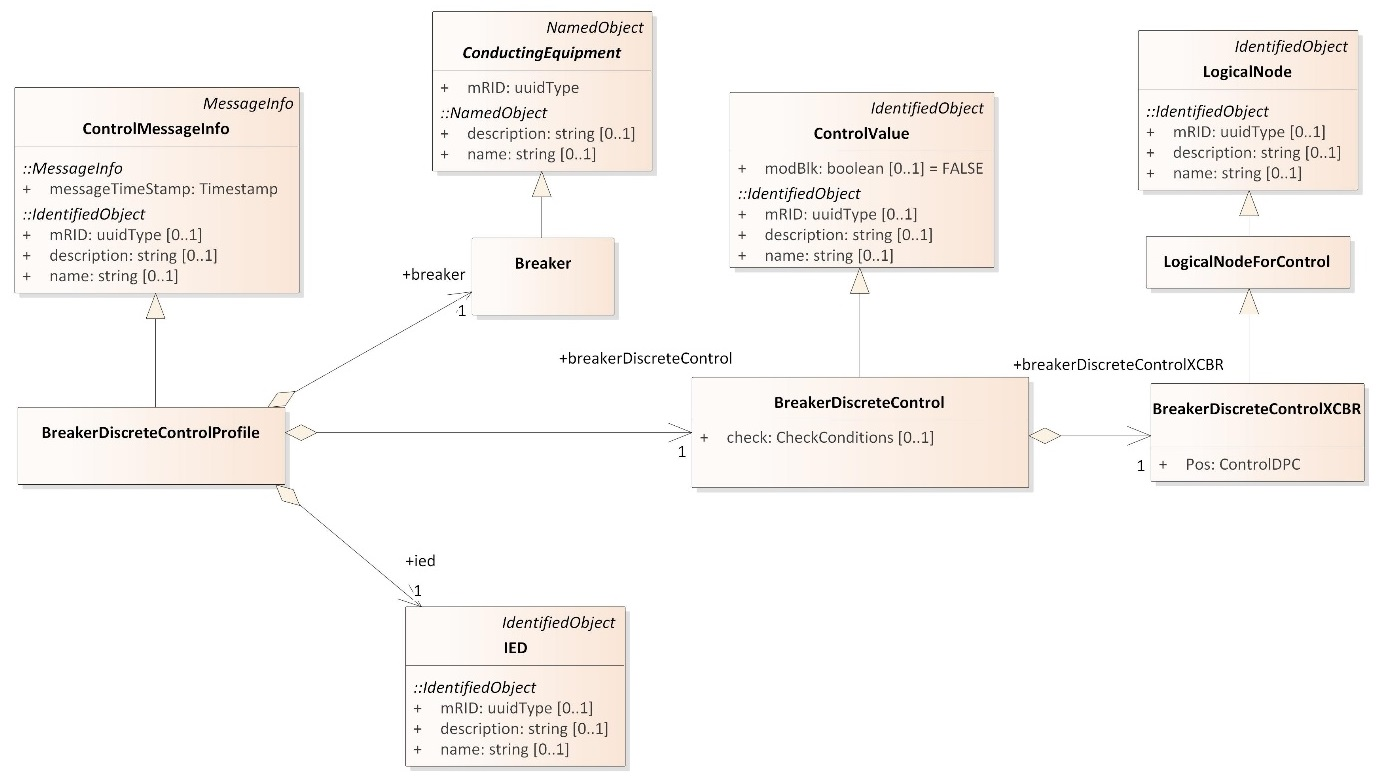 MessageInfo
ControlMessageInfo
::MessageInfo
+ messageTimeStamp: Timestamp
::IdentifiedObject
+ mRID: uuidType [0..1]
+ description: string [0..1]
+ name: string [0..1]
NamedObject
ConductingEquipment
+ mRID: uuidType
::NamedObject
+ description: string [0..1]
+ name: string [0..1]
IdentifiedObject
ControlValue
+ modBlk: boolean [0..1] = FALSE
::IdentifiedObject
+ mRID: uuidType [0..1]
+ description: string [0..1]
+ name: string [0..1]
IdentifiedObject
LogicalNode
::IdentifiedObject
+ mRID: uuidType [0..1]
+ description: string [0..1]
+ name: string [0..1]
Breaker
LogicalNodeForControl
+breaker
1
+breakerDiscreteControl
+breakerDiscreteControlXCBR
BreakerDiscreteControlProfile
1
BreakerDiscreteControl
+ check: CheckConditions [0..1]
1
BreakerDiscreteControlXCBR
+ Pos: ControlDPC
+ied
1
IdentifiedObject
IED
::IdentifiedObject
+ mRID: uuidType [0..1]
+ description: string [0..1]
+ name: string [0..1]